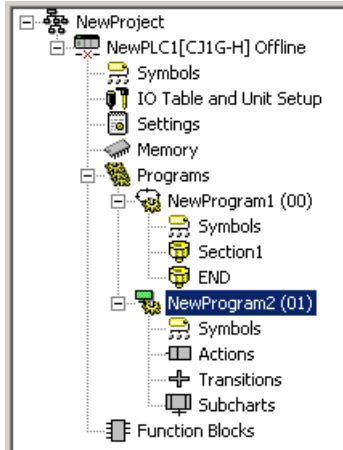 NewProject
NewPLC1[CJ1G-H] Offline
Symbols
IO Table and Unit Setup
Settings
Memory
Programs
NewProgram1 (00)
Symbols
Section1
END
NewProgram2 (01)
Symbols
Actions
Transitions
Subcharts
Function Blocks